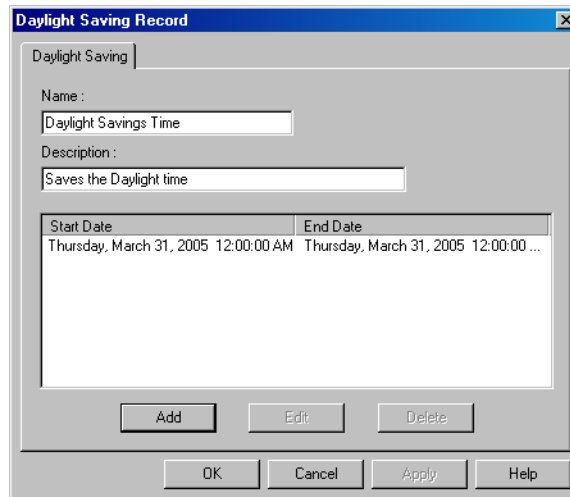 Daylight Saving Record
Daylight Saving
Name :
Daylight Savings Time
Description :
Saves the Daylight time
Start Date End Date
Thursday, March 31, 2005 12:00:00 AM Thursday, March 31, 2005 12:00:00 ...
Add Edit Delete
OK Cancel Apply Help